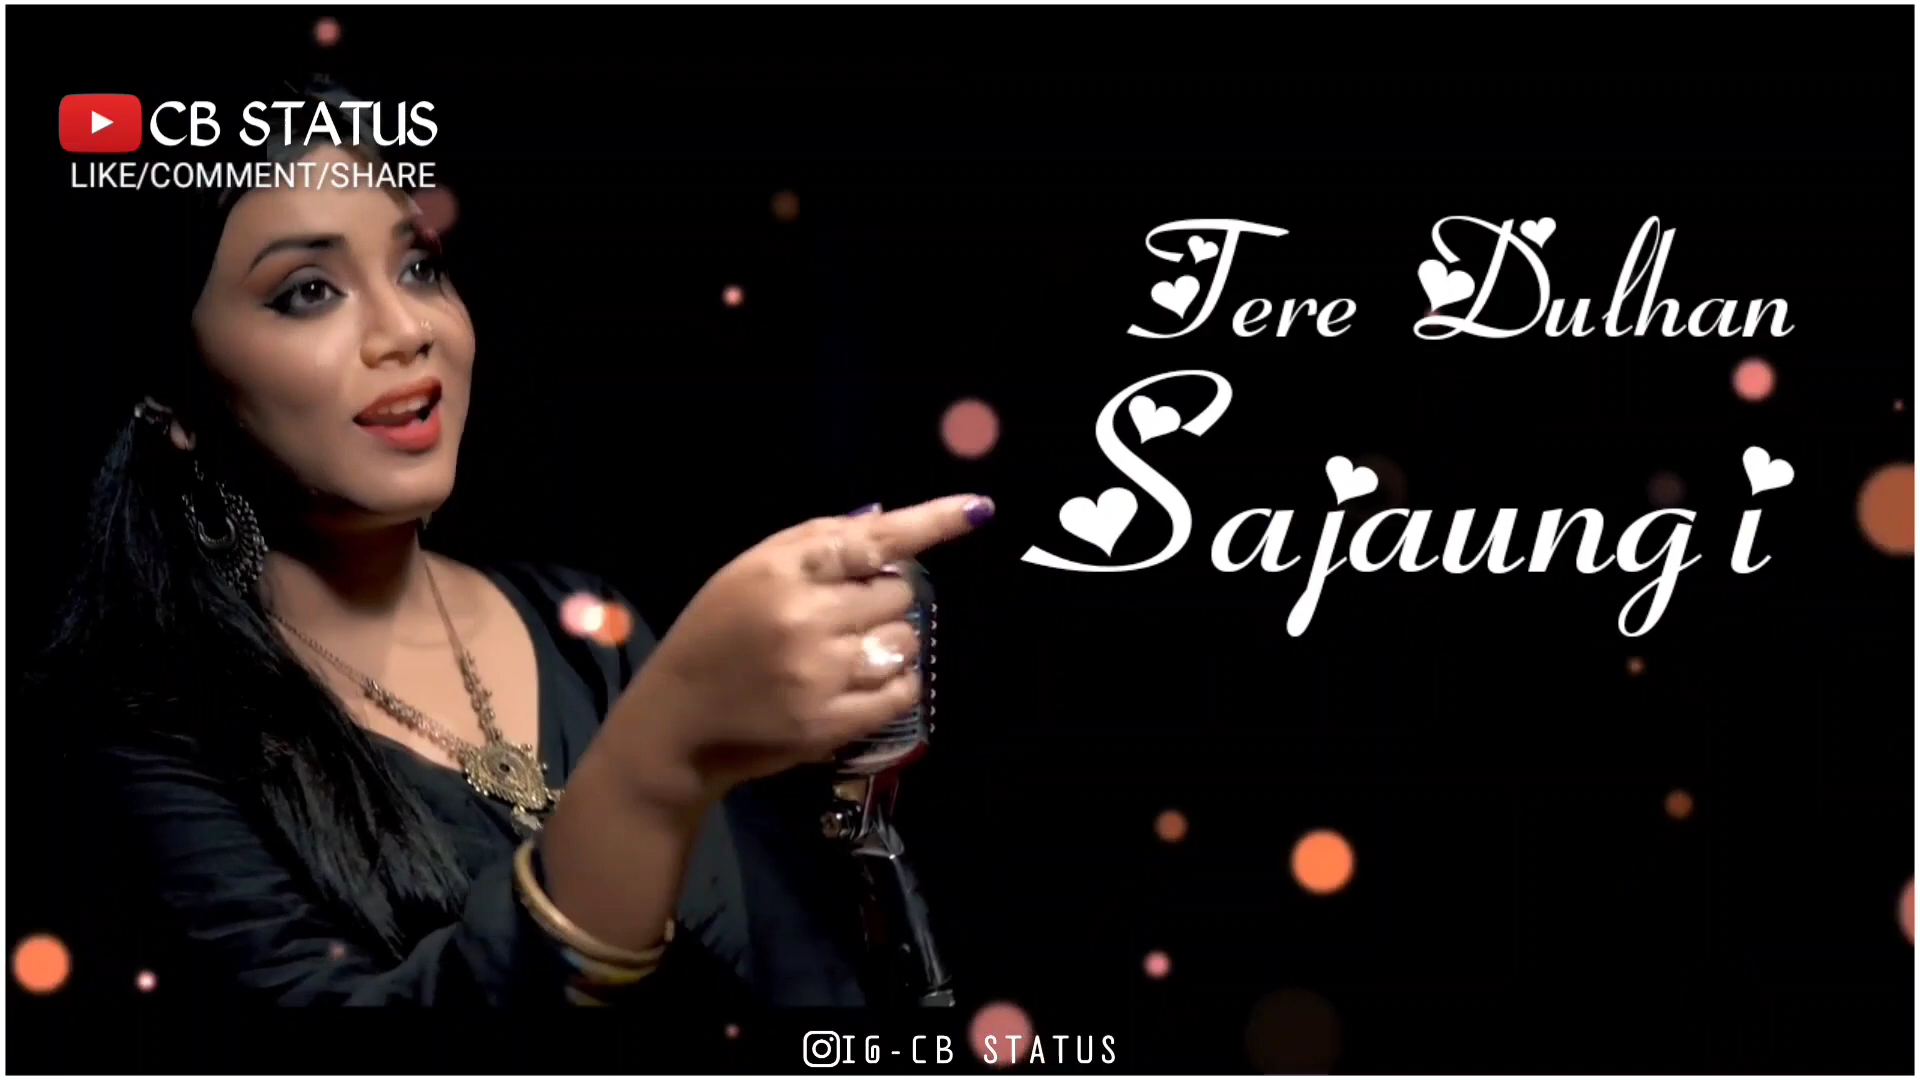 CB STATUS
LIKE/COMMENT/SHARE
Tere Dulhan
Sajaungi
IG-CB STATUS